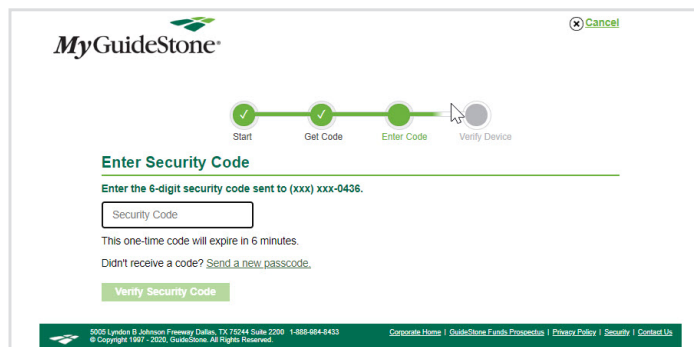 Cancel
MyGuideStone®
Start Get Code Enter Code Verify Device
Enter Security Code
Enter the 6-digit security code sent to (xxx) xxx-0436.
Security Code
This one-time code will expire in 6 minutes.
Didn't receive a code? Send a new passcode.
Verify Security Code
5005 Lyndon B Johnson Freeway Dallas, TX 75244 Suite 2200 1-888-984-8433 Corporate Home | GuideStone Funds Prospectus | Privacy Policy | Security | Contact Us
© Copyright 1997 - 2020, GuideStone. All Rights Reserved.